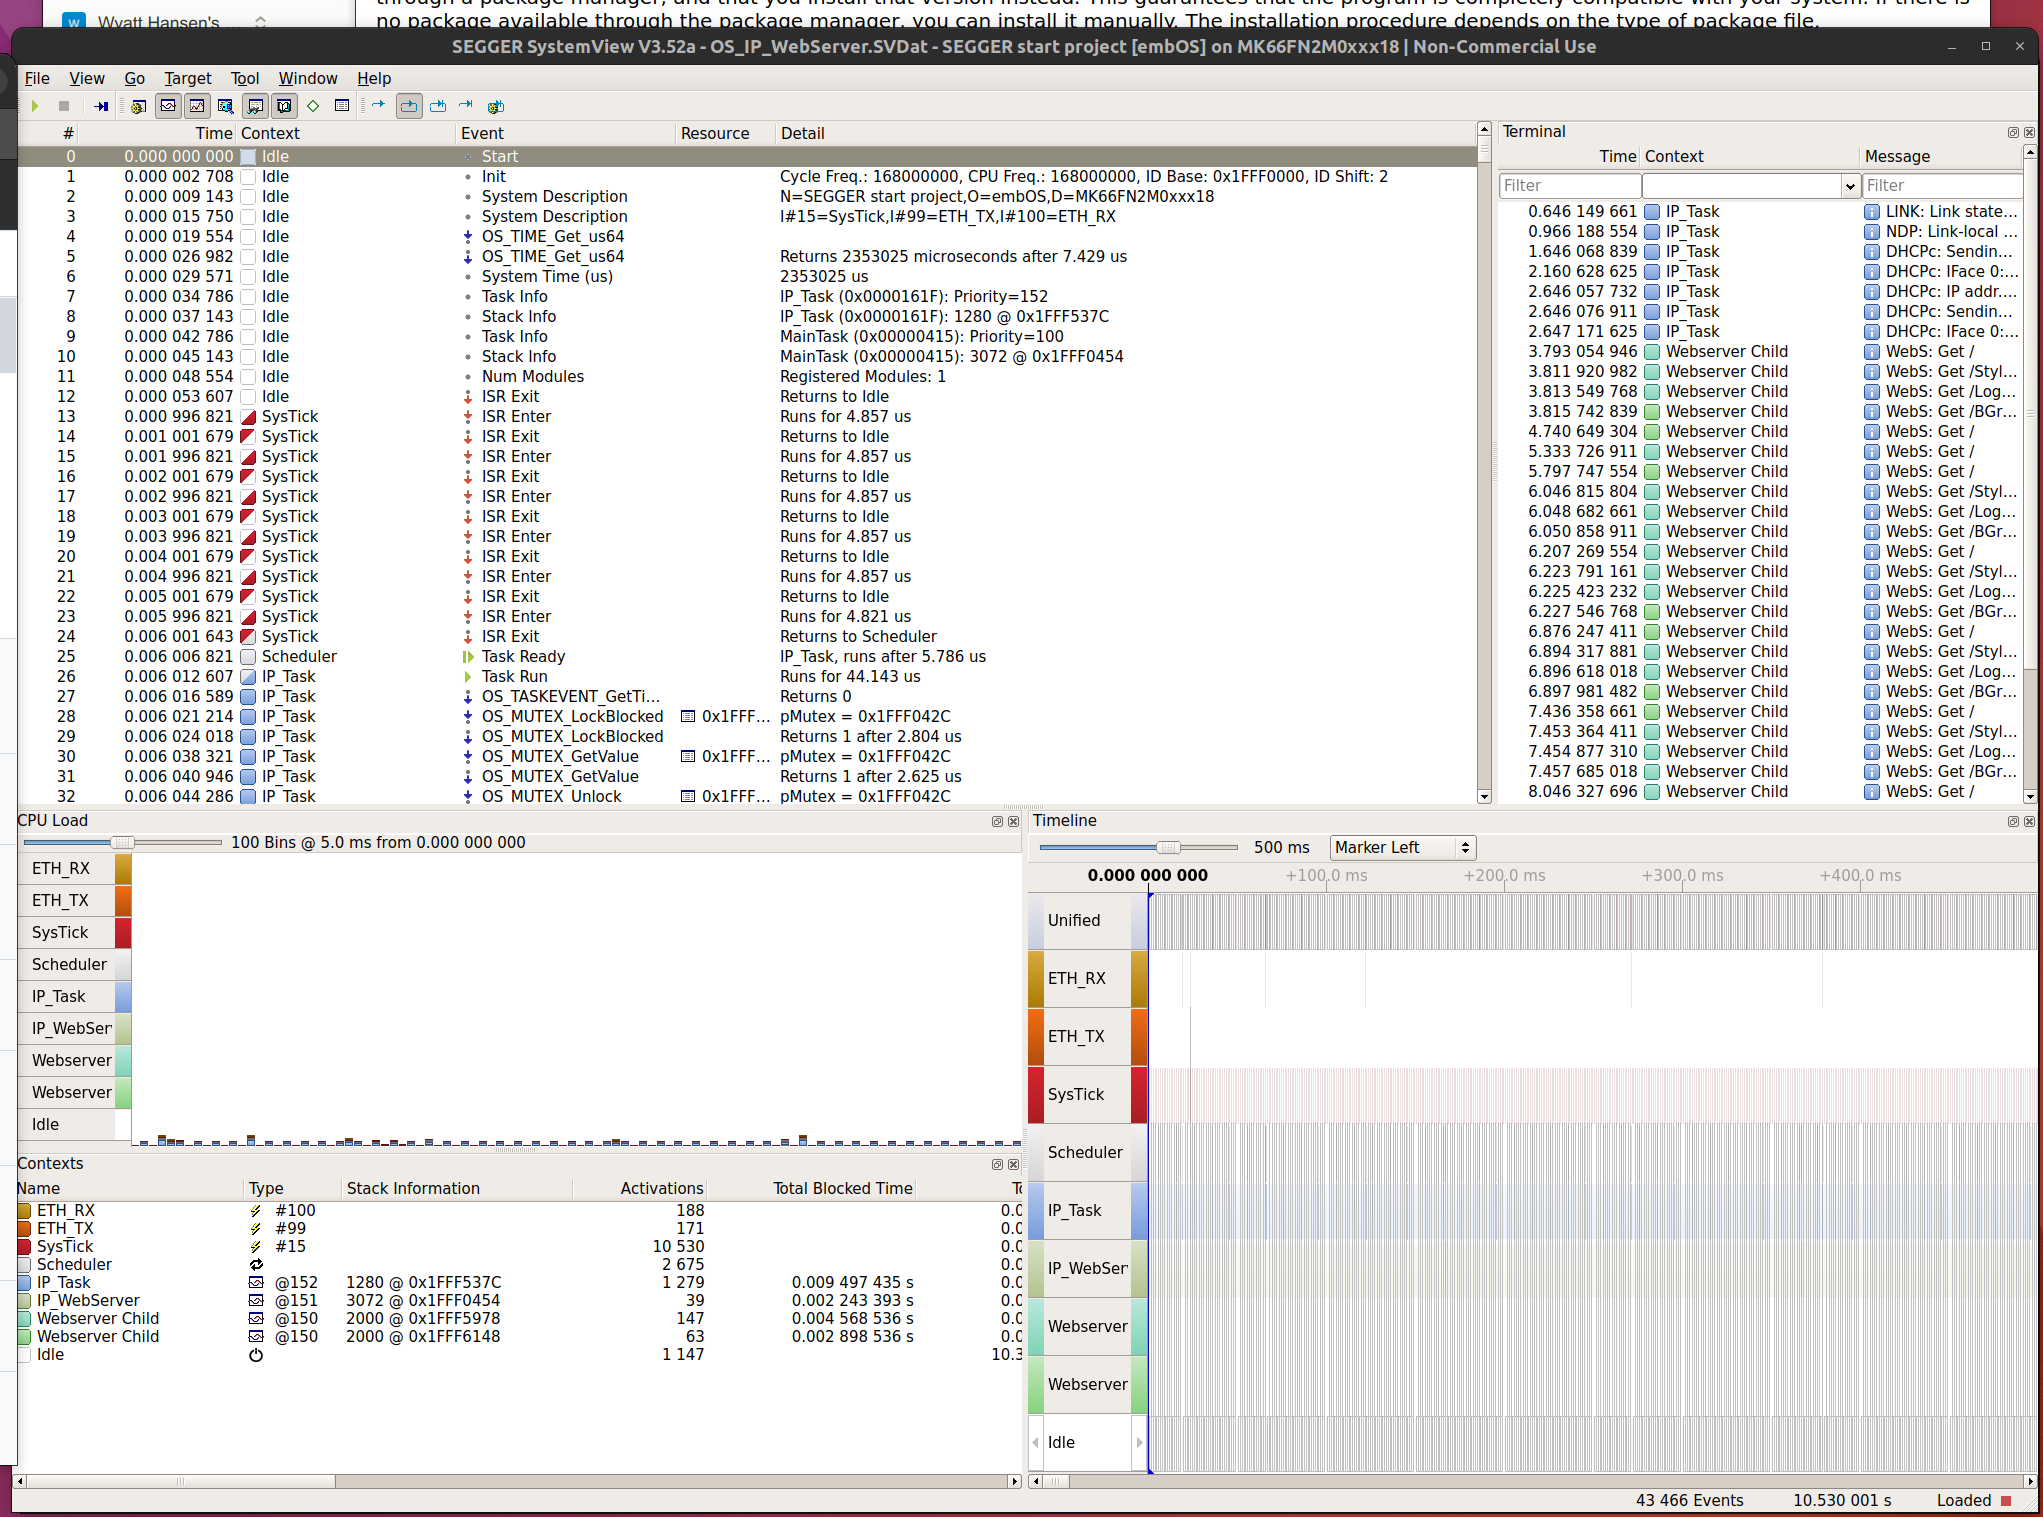 through a package manager, and that you install that version instead. This guarantees that the program is completely compatible with your system. If there is
W Wyatt Hansen's ... no package available through the package manager, you can install it manually. The installation procedure depends on the type of package file.
SEGGER SystemView V3.52a - OS_IP_WebServer.SVDat - SEGGER start project [embOS] on MK66FN2M0xxx18 | Non-Commercial Use
File View Go Target Tool Window Help
# Time Context Event Resource Detail
0 0.000 000 000 Idle Start
1 0.000 002 708 Idle Init Cycle Freq.: 168000000, CPU Freq.: 168000000, ID Base: 0x1FFF0000, ID Shift: 2
2 0.000 009 143 Idle System Description N=SEGGER start project,O=embOS,D=MK66FN2M0xxx18
3 0.000 015 750 Idle System Description I#15=SysTick,I#99=ETH_TX,I#100=ETH_RX
4 0.000 019 554 Idle OS_TIME_Get_us64
5 0.000 026 982 Idle OS_TIME_Get_us64 Returns 2353025 microseconds after 7.429 us
6 0.000 029 571 Idle System Time (us) 2353025 us
7 0.000 034 786 Idle Task Info IP_Task (0x0000161F): Priority=152
8 0.000 037 143 Idle Stack Info IP_Task (0x0000161F): 1280 @ 0x1FFF537C
9 0.000 042 786 Idle Task Info MainTask (0x00000415): Priority=100
10 0.000 045 143 Idle Stack Info MainTask (0x00000415): 3072 @ 0x1FFF0454
11 0.000 048 554 Idle Num Modules Registered Modules: 1
12 0.000 053 607 Idle ISR Exit Returns to Idle
13 0.000 996 821 SysTick ISR Enter Runs for 4.857 us
14 0.001 001 679 SysTick ISR Exit Returns to Idle
15 0.001 996 821 SysTick ISR Enter Runs for 4.857 us
16 0.002 001 679 SysTick ISR Exit Returns to Idle
17 0.002 996 821 SysTick ISR Enter Runs for 4.857 us
18 0.003 001 679 SysTick ISR Exit Returns to Idle
19 0.003 996 821 SysTick ISR Enter Runs for 4.857 us
20 0.004 001 679 SysTick ISR Exit Returns to Idle
21 0.004 996 821 SysTick ISR Enter Runs for 4.857 us
22 0.005 001 679 SysTick ISR Exit Returns to Idle
23 0.005 996 821 SysTick ISR Enter Runs for 4.821 us
24 0.006 001 643 SysTick ISR Exit Returns to Scheduler
25 0.006 006 821 Scheduler Task Ready IP_Task, runs after 5.786 us
26 0.006 012 607 IP_Task Task Run Runs for 44.143 us
27 0.006 016 589 IP_Task OS_TASKEVENT_GetTi... Returns 0
28 0.006 021 214 IP_Task OS_MUTEX_LockBlocked 0x1FFF... pMutex = 0x1FFF042C
29 0.006 024 018 IP_Task OS_MUTEX_LockBlocked Returns 1 after 2.804 us
30 0.006 038 321 IP_Task OS_MUTEX_GetValue 0x1FFF... pMutex = 0x1FFF042C
31 0.006 040 946 IP_Task OS_MUTEX_GetValue Returns 1 after 2.625 us
32 0.006 044 286 IP_Task OS_MUTEX_Unlock 0x1FFF... pMutex = 0x1FFF042C
Terminal
Time Context Message
Filter Filter
0.646 149 661 IP_Task LINK: Link state...
0.966 188 554 IP_Task NDP: Link-local ...
1.646 068 839 IP_Task DHCPc: Sendin...
2.160 628 625 IP_Task DHCPc: IFace 0:...
2.646 057 732 IP_Task DHCPc: IP addr....
2.646 076 911 IP_Task DHCPc: Sendin...
2.647 171 625 IP_Task DHCPc: IFace 0:...
3.793 054 946 Webserver Child WebS: Get /
3.811 920 982 Webserver Child WebS: Get /Styl...
3.813 549 768 Webserver Child WebS: Get /Log...
3.815 742 839 Webserver Child WebS: Get /BGr...
4.740 649 304 Webserver Child WebS: Get /
5.333 726 911 Webserver Child WebS: Get /
5.797 747 554 Webserver Child WebS: Get /
6.046 815 804 Webserver Child WebS: Get /Styl...
6.048 682 661 Webserver Child WebS: Get /Log...
6.050 858 911 Webserver Child WebS: Get /BGr...
6.207 269 554 Webserver Child WebS: Get /
6.223 791 161 Webserver Child WebS: Get /Styl...
6.225 423 232 Webserver Child WebS: Get /Log...
6.227 546 768 Webserver Child WebS: Get /BGr...
6.876 247 411 Webserver Child WebS: Get /
6.894 317 881 Webserver Child WebS: Get /Styl...
6.896 618 018 Webserver Child WebS: Get /Log...
6.897 981 482 Webserver Child WebS: Get /BGr...
7.436 358 661 Webserver Child WebS: Get /
7.453 364 411 Webserver Child WebS: Get /Styl...
7.454 877 310 Webserver Child WebS: Get /Log...
7.457 685 018 Webserver Child WebS: Get /BGr...
8.046 327 696 Webserver Child WebS: Get /
CPU Load
100 Bins @ 5.0 ms from 0.000 000 000
ETH_RX
ETH_TX
SysTick
Scheduler
IP_Task
IP_WebSer
Webserver
Webserver
Idle
Contexts
Name Type Stack Information Activations Total Blocked Time To
ETH_RX #100 188 0.0
ETH_TX #99 171 0.0
SysTick #15 10 530 0.0
Scheduler 2 675 0.0
IP_Task @152 1280 @ 0x1FFF537C 1 279 0.009 497 435 s 0.0
IP_WebServer @151 3072 @ 0x1FFF0454 39 0.002 243 393 s 0.0
Webserver Child @150 2000 @ 0x1FFF5978 147 0.004 568 536 s 0.0
Webserver Child @150 2000 @ 0x1FFF6148 63 0.002 898 536 s 0.0
Idle 1 147 10.3
Timeline
500 ms Marker Left
0.000 000 000 +100.0 ms +200.0 ms +300.0 ms +400.0 ms
Unified
ETH_RX
ETH_TX
SysTick
Scheduler
IP_Task
IP_WebSer
Webserver
Webserver
Idle
43 466 Events 10.530 001 s Loaded